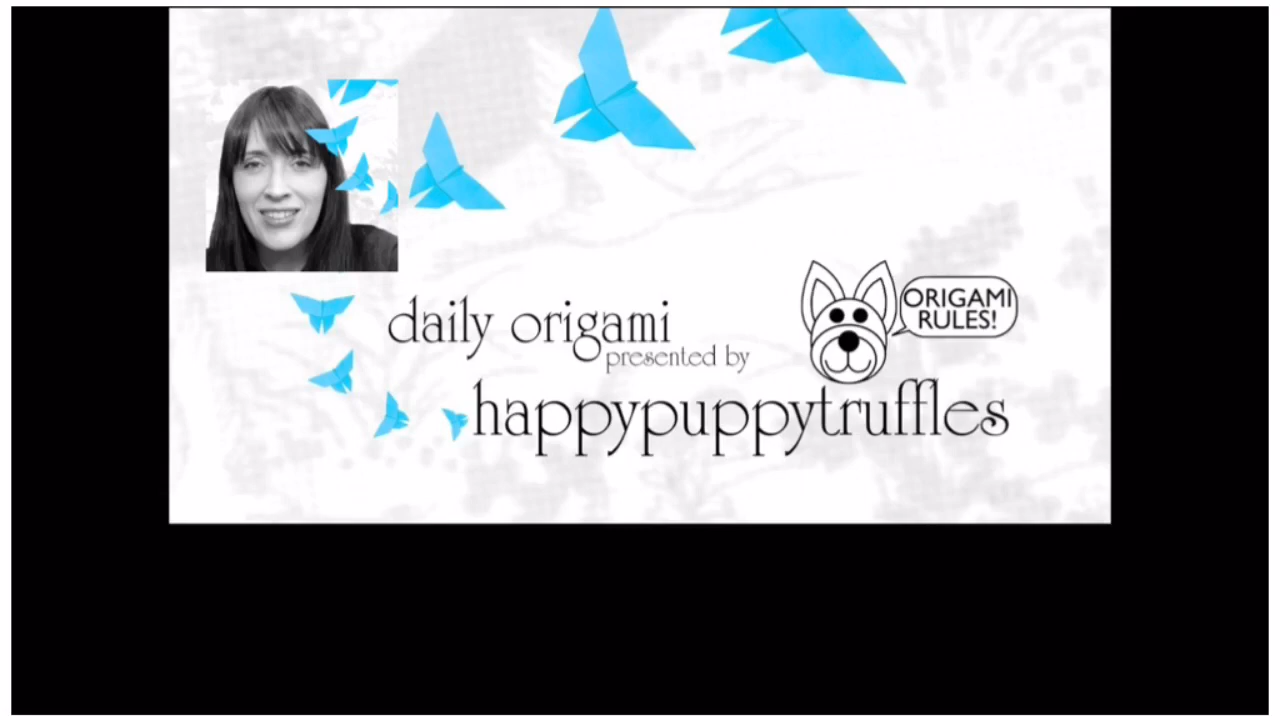 daily origami
presented by
happypuppytruffles
ORIGAMI
RULES!